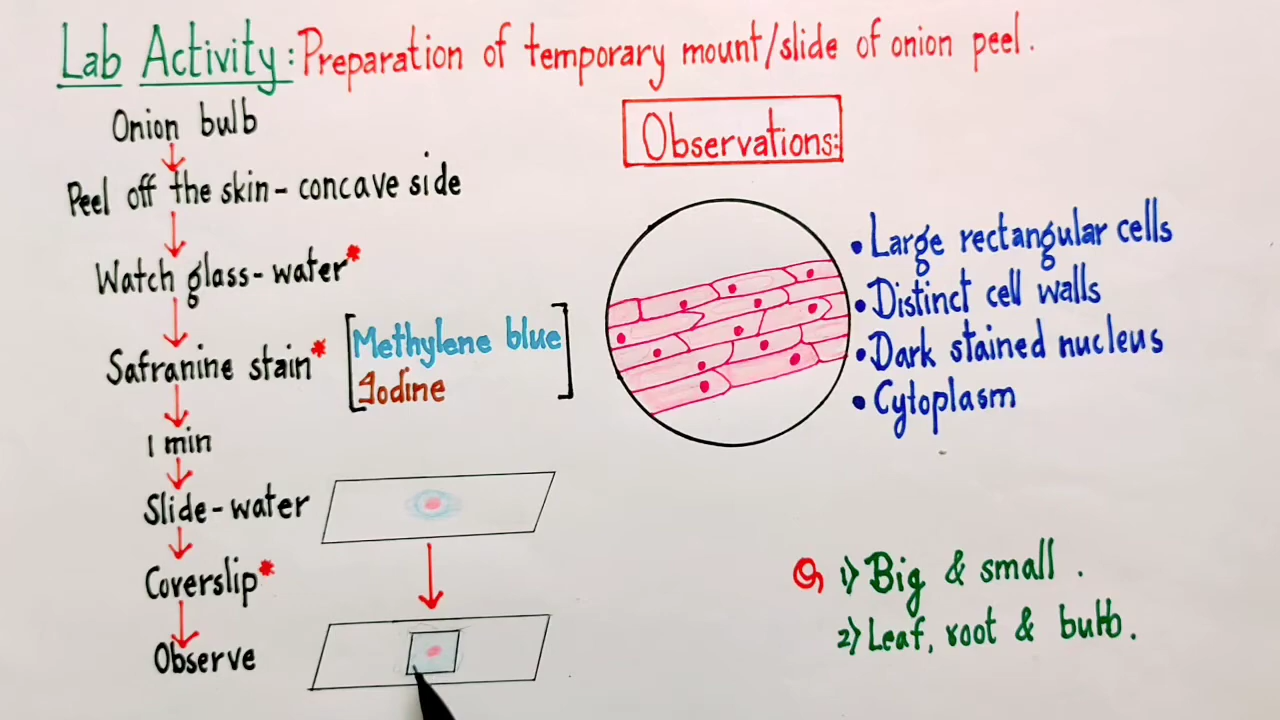 Lab Activity: Preparation of temporary mount/slide of onion peel.
Onion bulb
Peel off the skin - concave side
Watch glass - water*
Safranine stain* [Methylene blue
Iodine]
1 min
Slide - water
Coverslip*
Observe
Observations:
• Large rectangular cells
• Distinct cell walls
• Dark stained nucleus
• Cytoplasm
Q 1) Big & small.
2) Leaf, root & bulb.